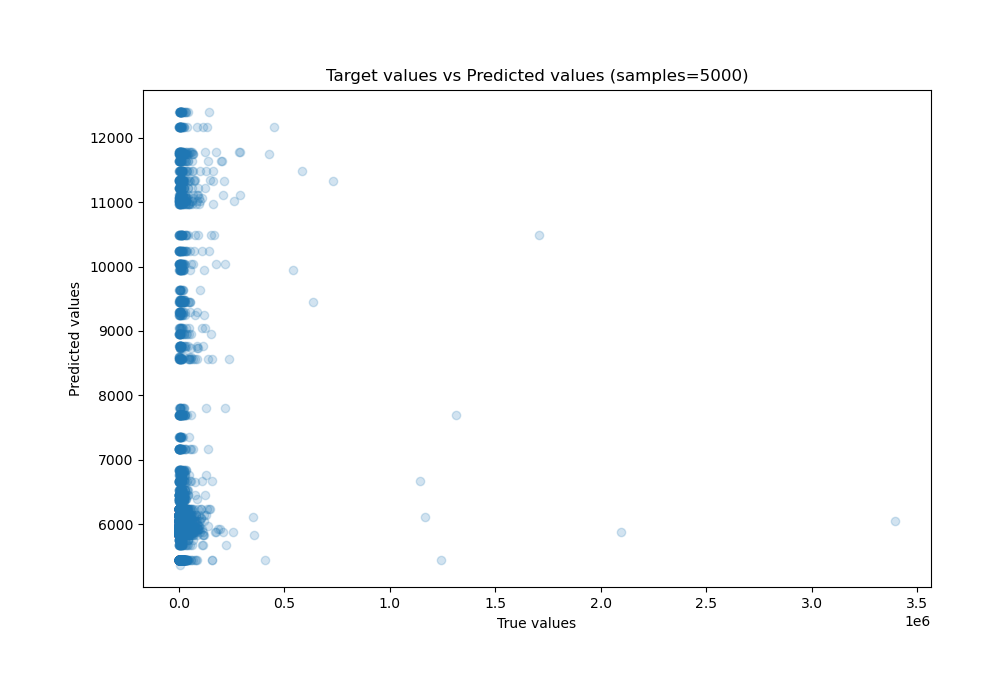 Target values vs Predicted values (samples=5000)
Predicted values
12000
11000
10000
9000
8000
7000
6000
0.0 0.5 1.0 1.5 2.0 2.5 3.0 3.5
1e6
True values